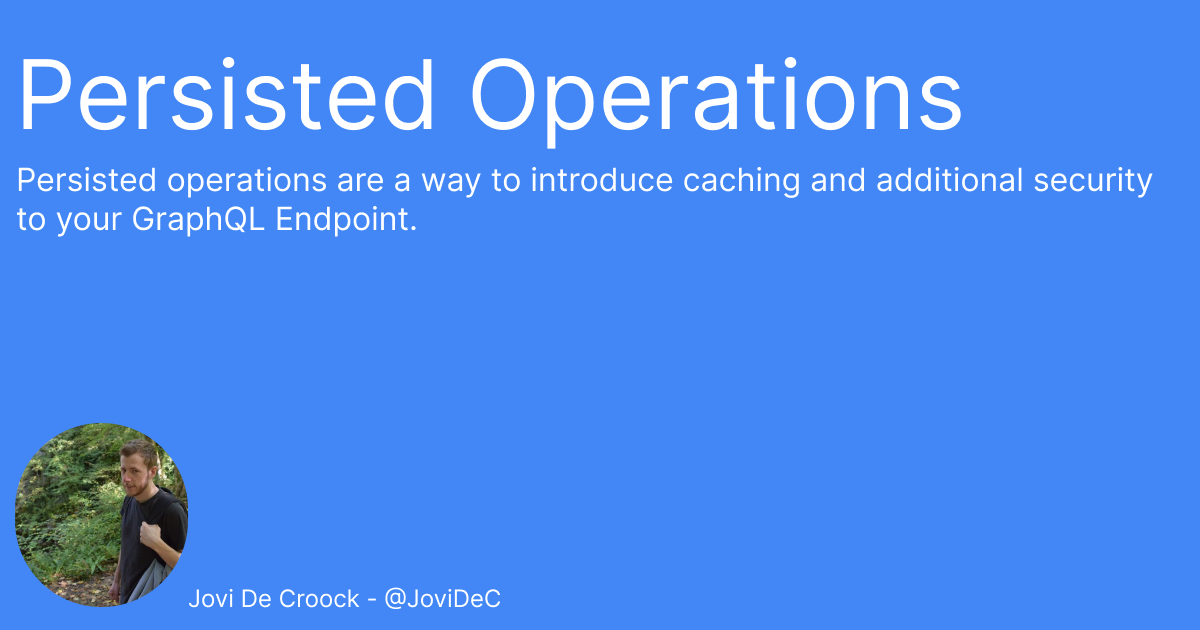 Persisted Operations
Persisted operations are a way to introduce caching and additional security
to your GraphQL Endpoint.
Jovi De Croock - @JoviDeC